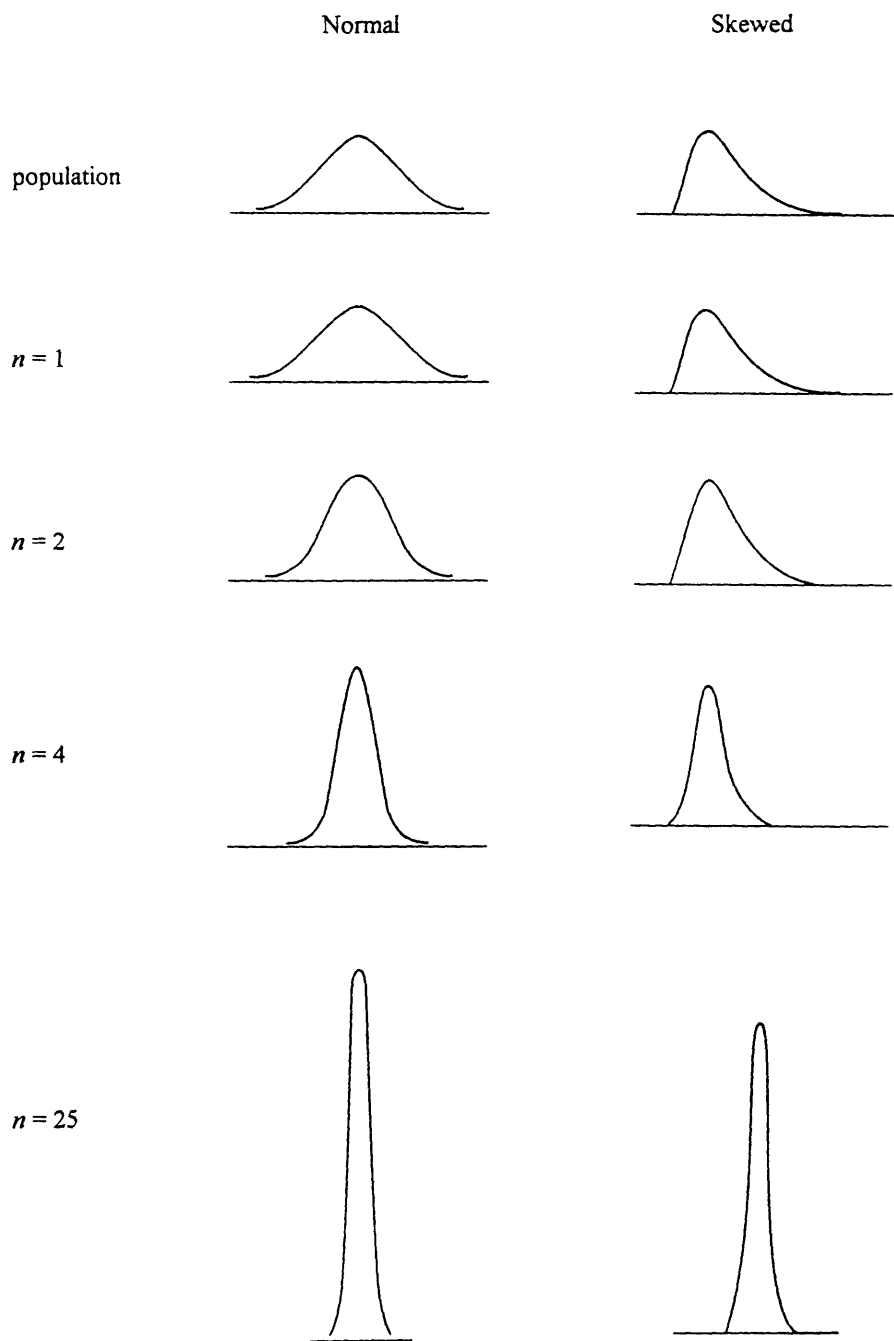 Normal Skewed
population
n = 1
n = 2
n = 4
n = 25